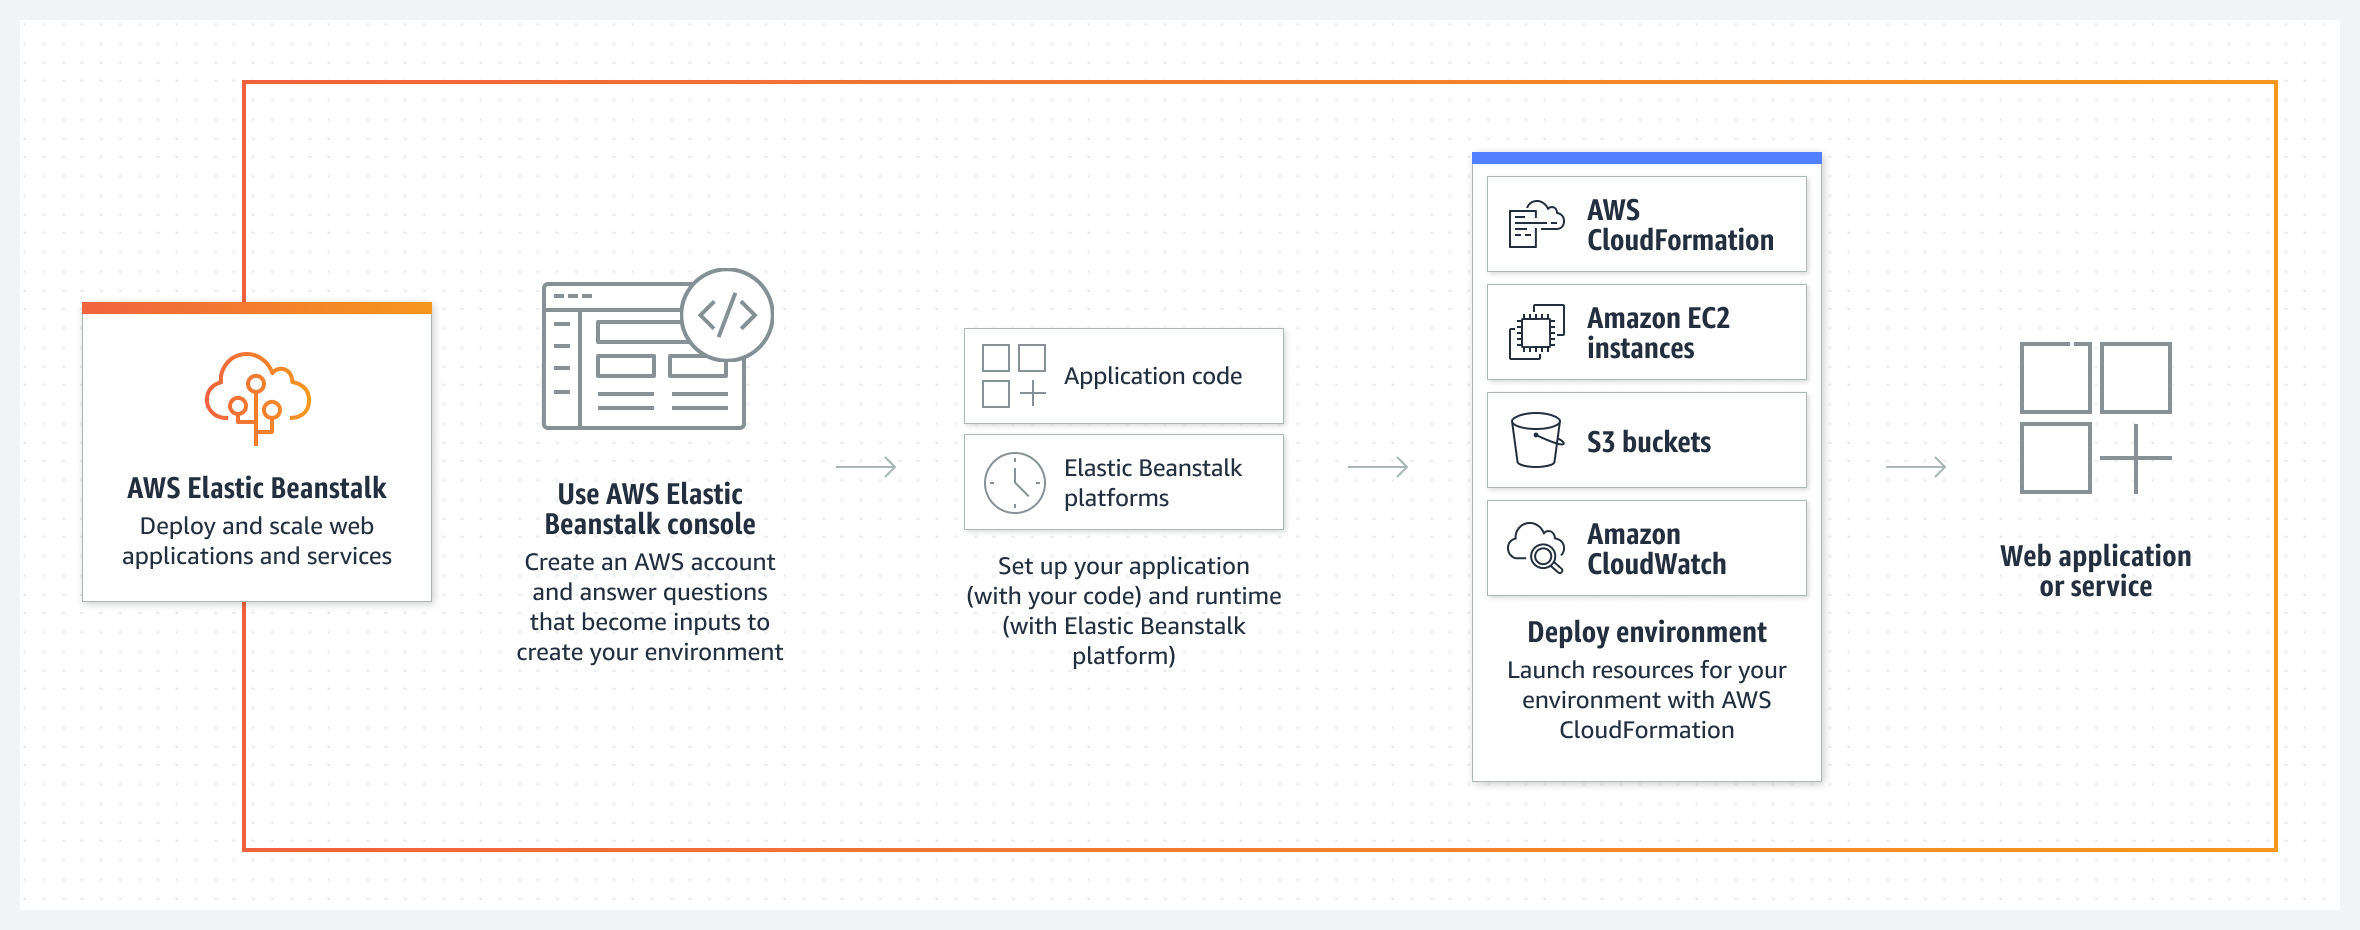 AWS Elastic Beanstalk
Deploy and scale web
applications and services
Use AWS Elastic
Beanstalk console
Create an AWS account
and answer questions
that become inputs to
create your environment
Application code
Elastic Beanstalk
platforms
Set up your application
(with your code) and runtime
(with Elastic Beanstalk
platform)
AWS
CloudFormation
Amazon EC2
instances
S3 buckets
Amazon
CloudWatch
Deploy environment
Launch resources for your
environment with AWS
CloudFormation
Web application
or service